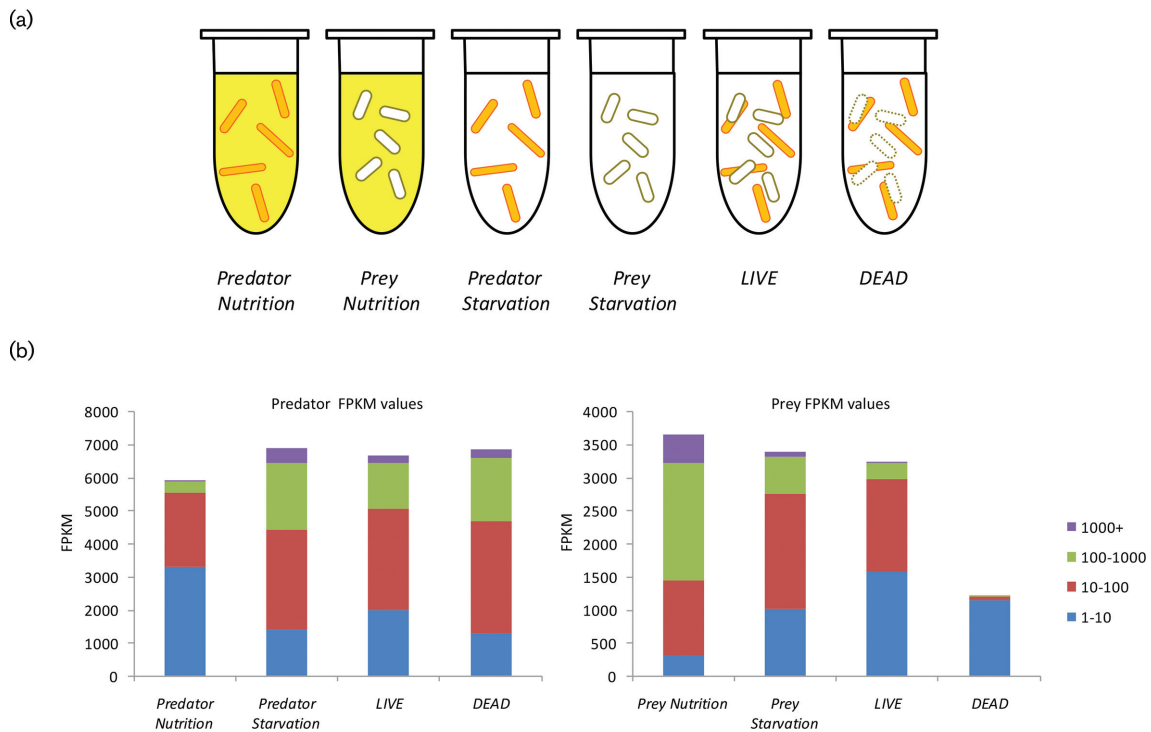 (a)
Predator
Nutrition
Prey
Nutrition
Predator
Starvation
Prey
Starvation
LIVE
DEAD
(b)
Predator FPKM values
FPKM
8000
7000
6000
5000
4000
3000
2000
1000
0
Predator
Nutrition
Predator
Starvation
LIVE
DEAD
Prey FPKM values
FPKM
4000
3500
3000
2500
2000
1500
1000
500
0
Prey Nutrition
Prey
Starvation
LIVE
DEAD
1000+
100-1000
10-100
1-10